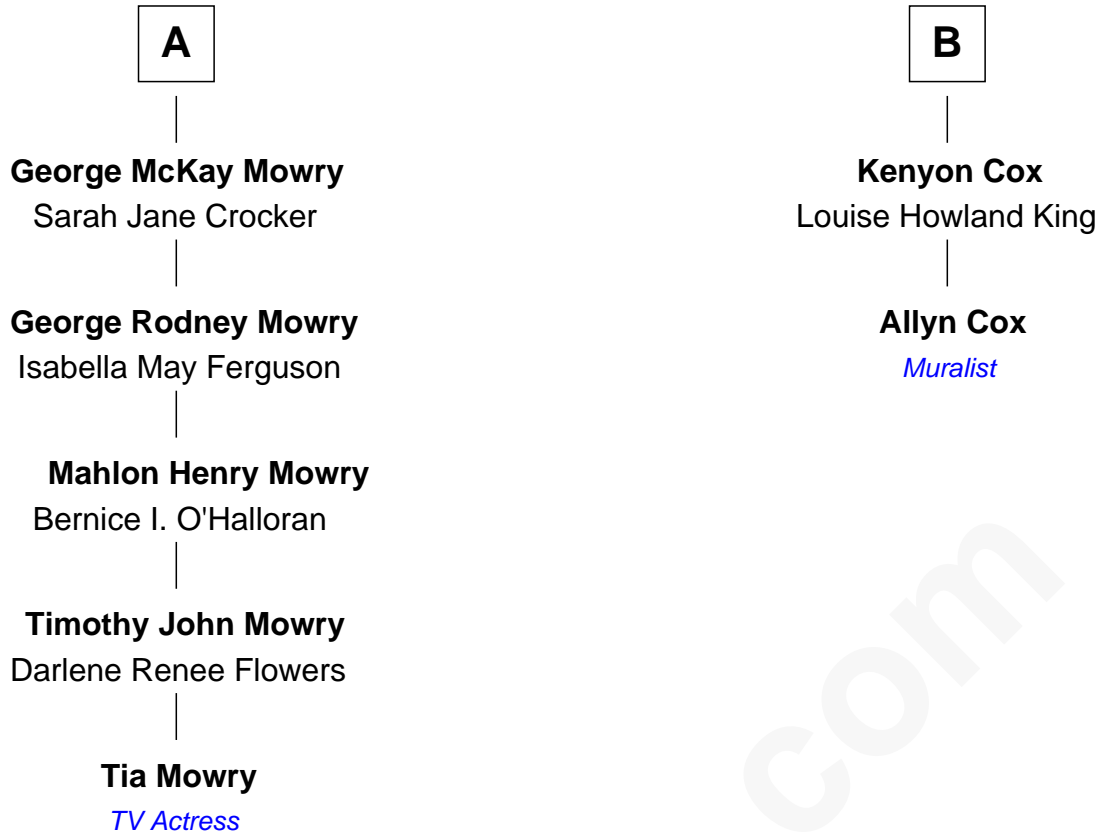 A
George McKay Mowry
Sarah Jane Crocker
George Rodney Mowry
Isabella May Ferguson
Mahlon Henry Mowry
Bernice I. O'Halloran
Timothy John Mowry
Darlene Renee Flowers
Tia Mowry
TV Actress
B
Kenyon Cox
Louise Howland King
Allyn Cox
Muralist
com